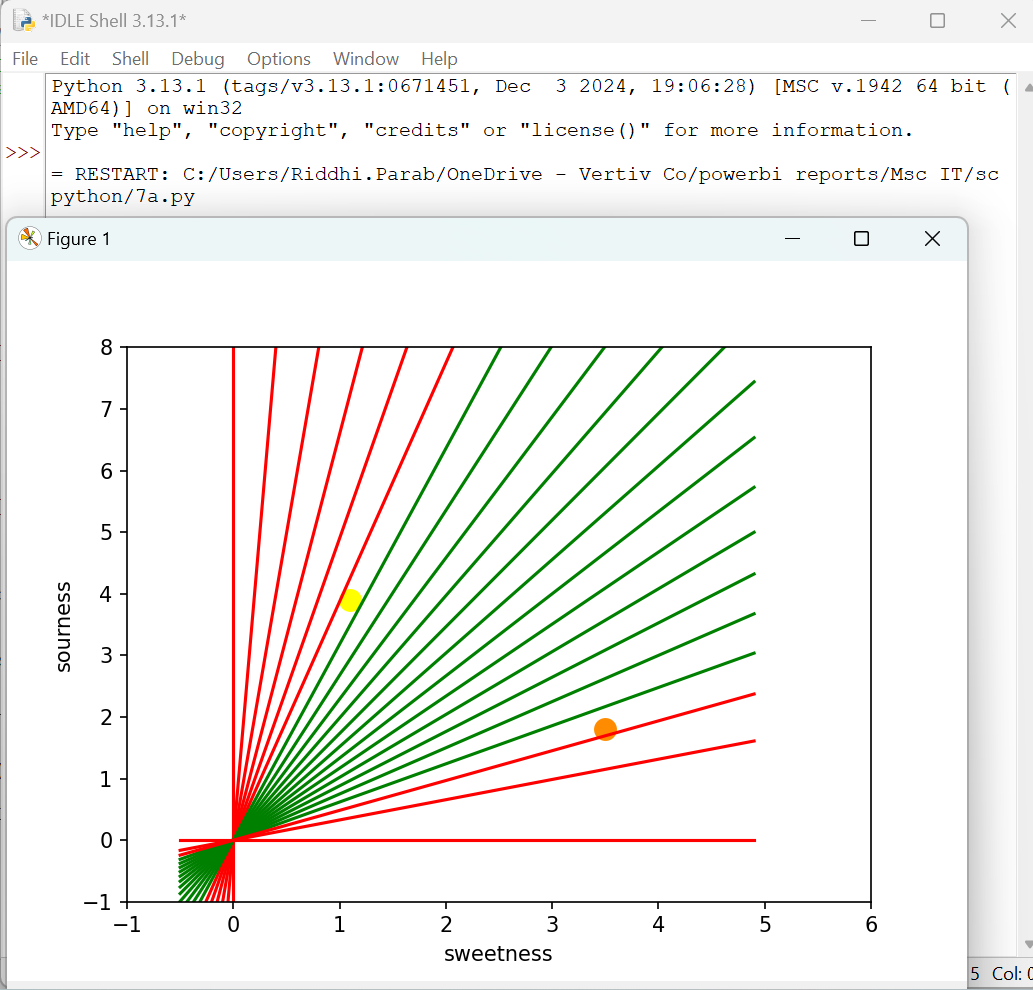 *IDLE Shell 3.13.1*
File Edit Shell Debug Options Window Help
Python 3.13.1 (tags/v3.13.1:0671451, Dec  3 2024, 19:06:28) [MSC v.1942 64 bit (
AMD64)] on win32
Type "help", "copyright", "credits" or "license()" for more information.
>>>
= RESTART: C:/Users/Riddhi.Parab/OneDrive - Vertiv Co/powerbi reports/Msc IT/sc
python/7a.py
Figure 1
8
7
6
5
4
3
2
1
0
−1
sourness
−1 0 1 2 3 4 5 6
sweetness
5 Col: 0